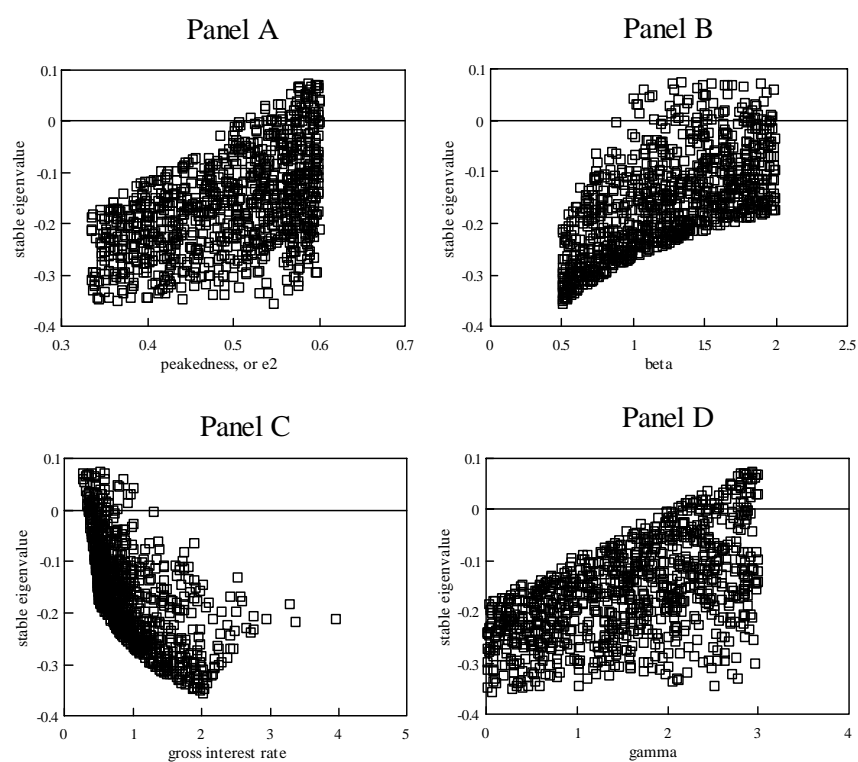 Panel A
0.1
0
-0.1
-0.2
-0.3
-0.4
stable eigenvalue
0.3 0.4 0.5 0.6 0.7
peakedness, or e2
Panel B
0.1
0
-0.1
-0.2
-0.3
-0.4
stable eigenvalue
0 0.5 1 1.5 2 2.5
beta
Panel C
0.1
0
-0.1
-0.2
-0.3
-0.4
stable eigenvalue
0 1 2 3 4 5
gross interest rate
Panel D
0.1
0
-0.1
-0.2
-0.3
-0.4
stable eigenvalue
0 1 2 3 4
gamma